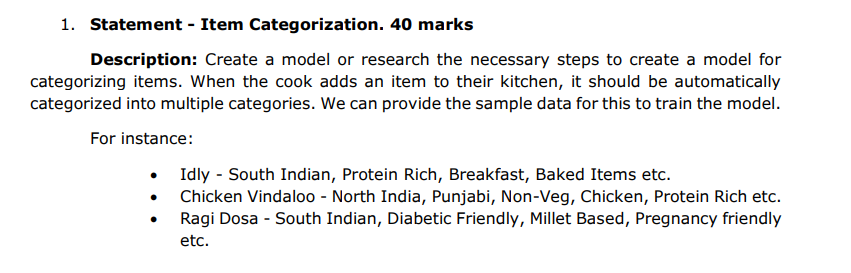 1. Statement - Item Categorization. 40 marks
Description: Create a model or research the necessary steps to create a model for
categorizing items. When the cook adds an item to their kitchen, it should be automatically
categorized into multiple categories. We can provide the sample data for this to train the model.
For instance:
• Idly - South Indian, Protein Rich, Breakfast, Baked Items etc.
• Chicken Vindaloo - North India, Punjabi, Non-Veg, Chicken, Protein Rich etc.
• Ragi Dosa - South Indian, Diabetic Friendly, Millet Based, Pregnancy friendly
etc.